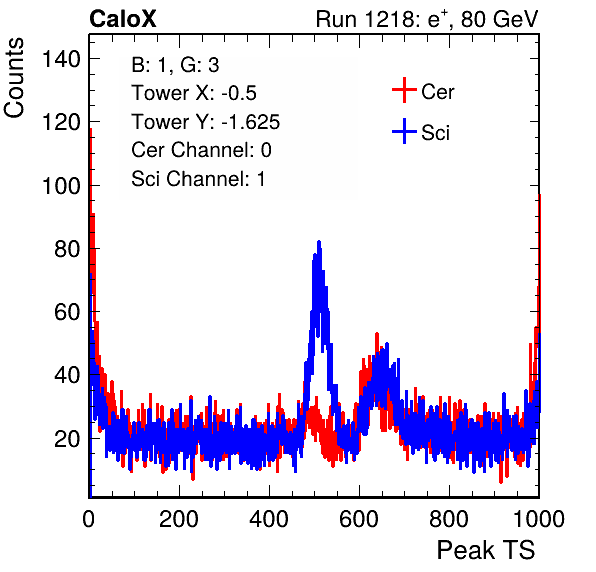 CaloX Run 1218: e+, 80 GeV
Counts
B: 1, G: 3
Tower X: -0.5
Tower Y: -1.625
Cer Channel: 0
Sci Channel: 1
Cer
Sci
140
120
100
80
60
40
20
0 200 400 600 800 1000
Peak TS